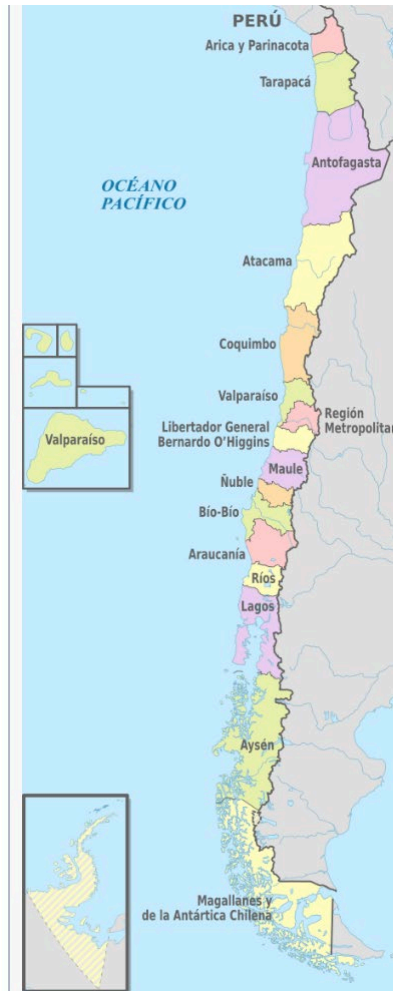 PERÚ
Arica y Parinacota
Tarapacá
Antofagasta
OCÉANO
PACÍFICO
Atacama
Coquimbo
Valparaíso
Región
Metropolitan
Libertador General
Bernardo O'Higgins
Valparaíso
Maule
Ñuble
Bío-Bío
Araucanía
Ríos
Lagos
Aysén
Magallanes y
de la Antártica Chilena